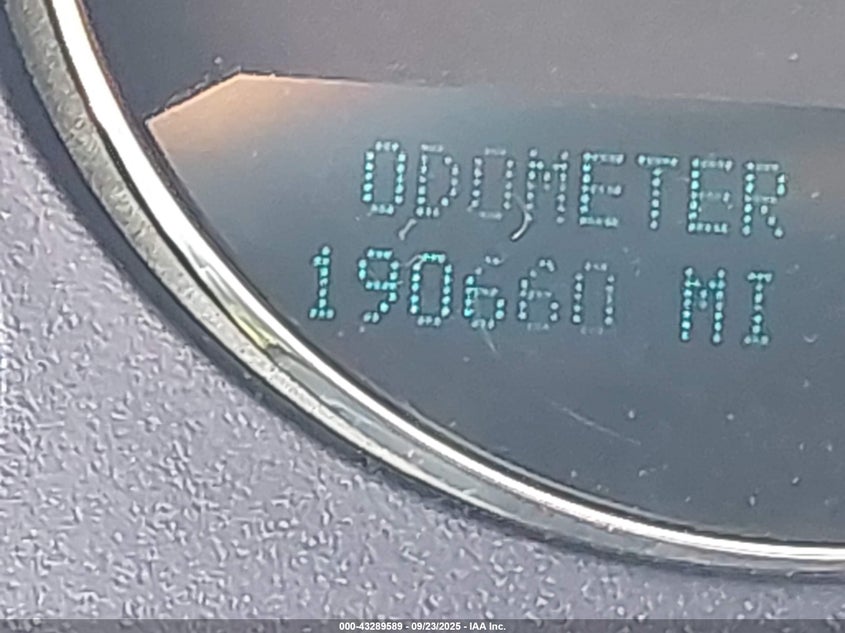 ODOMETER
190660 MI
000-43289589 - 09/23/2025 - IAA Inc.